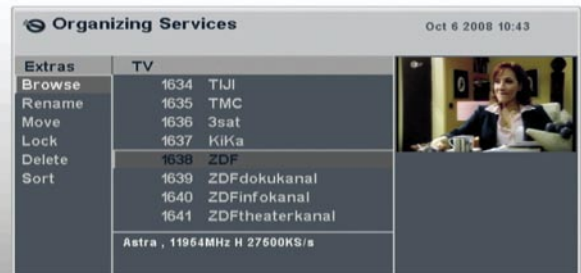 Organizing Services
Oct 6 2008 10:43
Extras
Browse
Rename
Move
Lock
Delete
Sort
TV
1634 TIJI
1635 TMC
1636 3sat
1637 KiKa
1638 ZDF
1639 ZDFdokukanal
1640 ZDFinfokanal
1641 ZDFtheaterkanal
Astra , 11954MHz H 27500KS/s